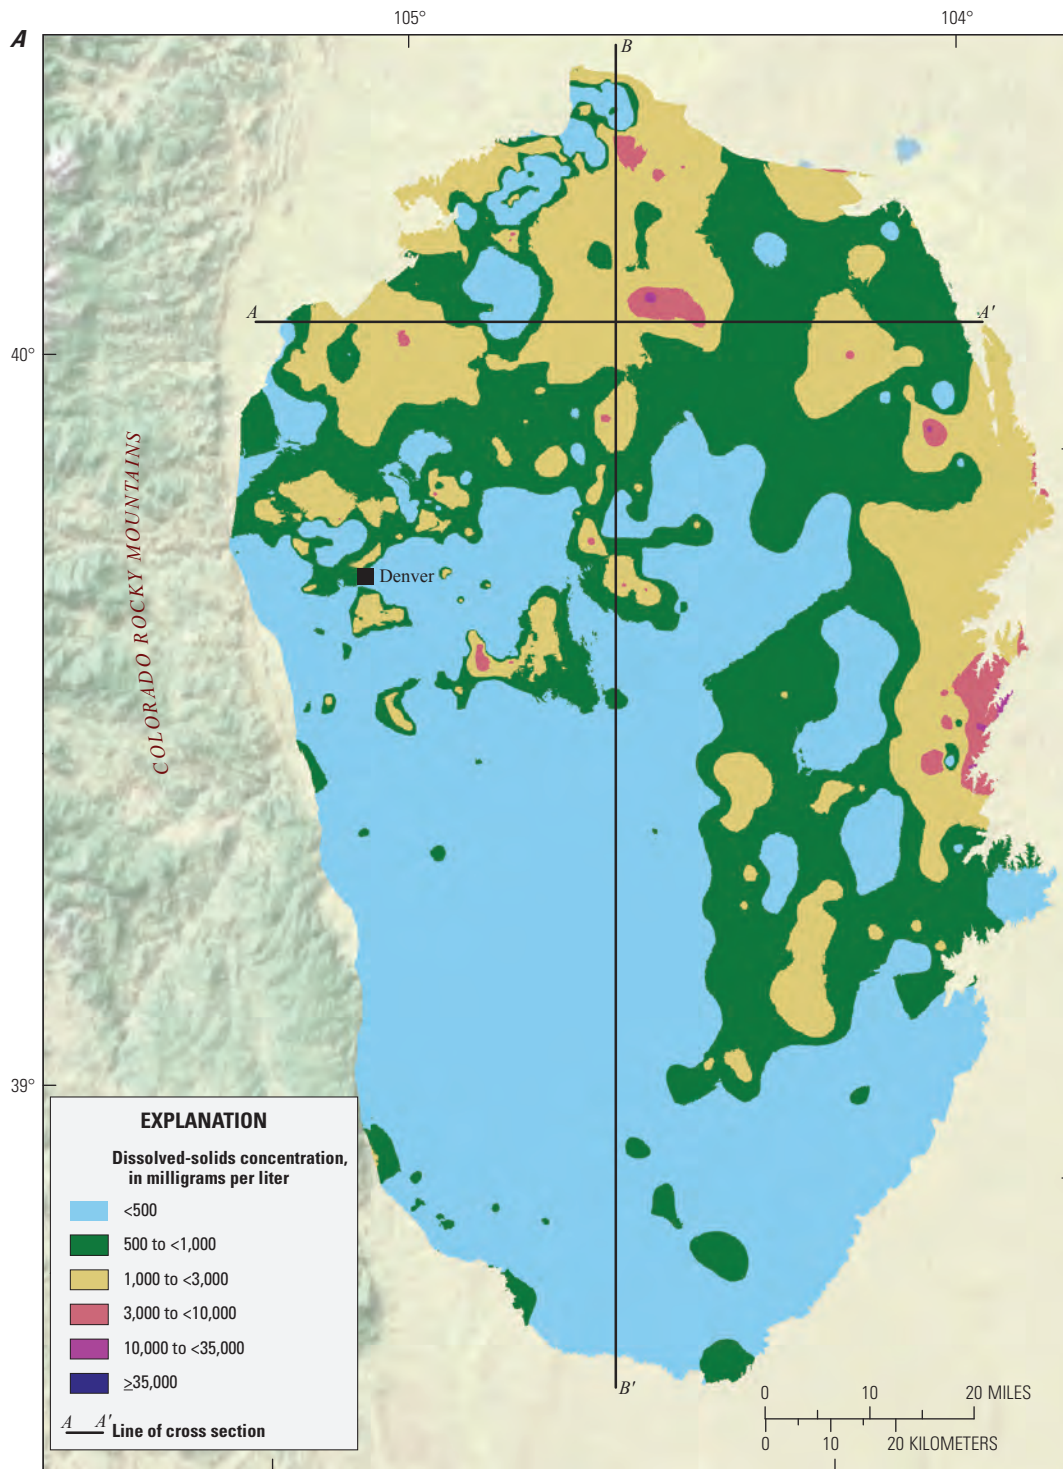 A
105°
104°
B
A
A'
40°
COLORADO ROCKY MOUNTAINS
Denver
39°
EXPLANATION
Dissolved-solids concentration,
in milligrams per liter
<500
500 to <1,000
1,000 to <3,000
3,000 to <10,000
10,000 to <35,000
≥35,000
A A' Line of cross section
B'
0 10 20 MILES
0 10 20 KILOMETERS